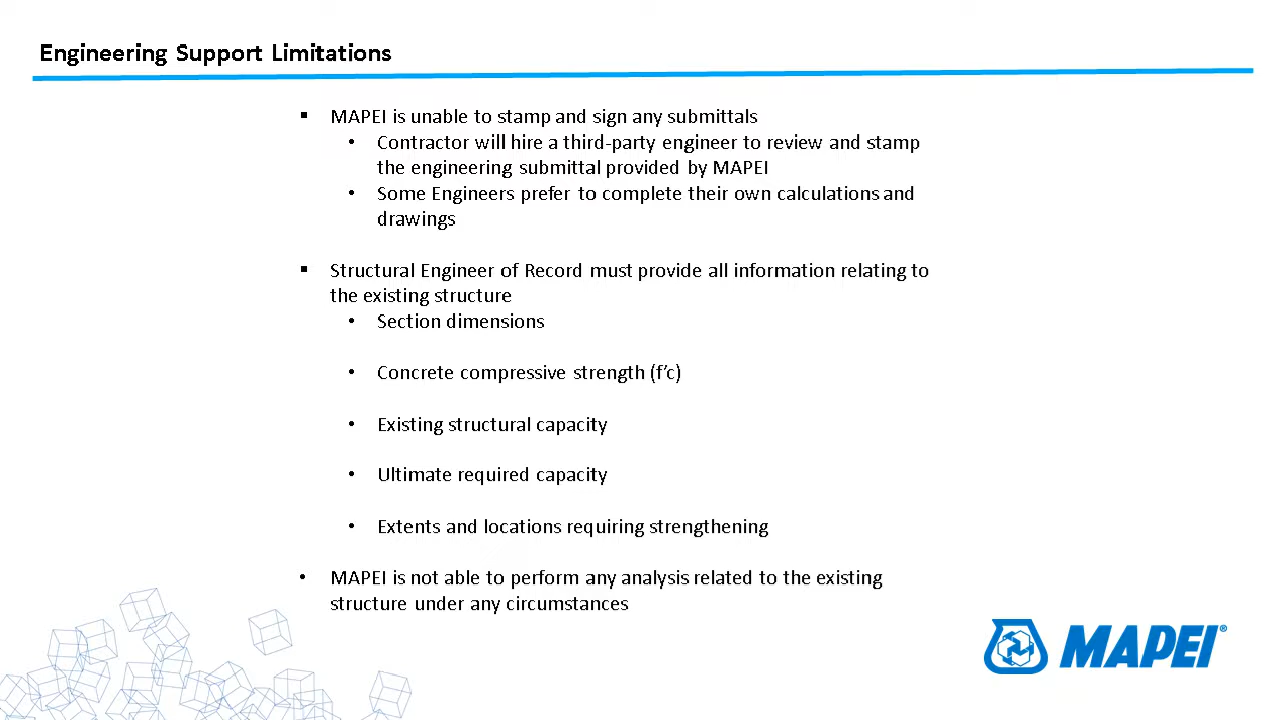 Engineering Support Limitations
▪ MAPEI is unable to stamp and sign any submittals
• Contractor will hire a third-party engineer to review and stamp
the engineering submittal provided by MAPEI
• Some Engineers prefer to complete their own calculations and
drawings
▪ Structural Engineer of Record must provide all information relating to
the existing structure
• Section dimensions
• Concrete compressive strength (f’c)
• Existing structural capacity
• Ultimate required capacity
• Extents and locations requiring strengthening
• MAPEI is not able to perform any analysis related to the existing
structure under any circumstances
MAPEI®